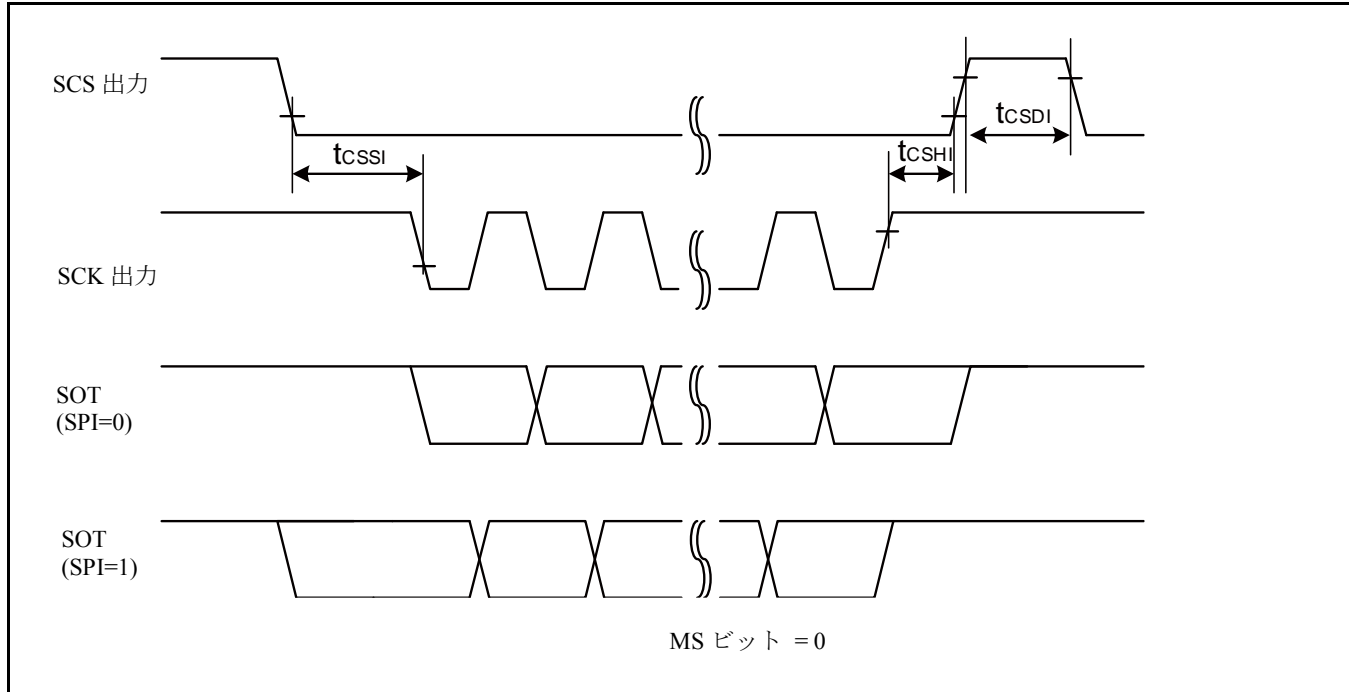 SCS 出力
tCSSI
tCSHI
tCSDI
SCK 出力
SOT
(SPI=0)
SOT
(SPI=1)
MS ビット = 0